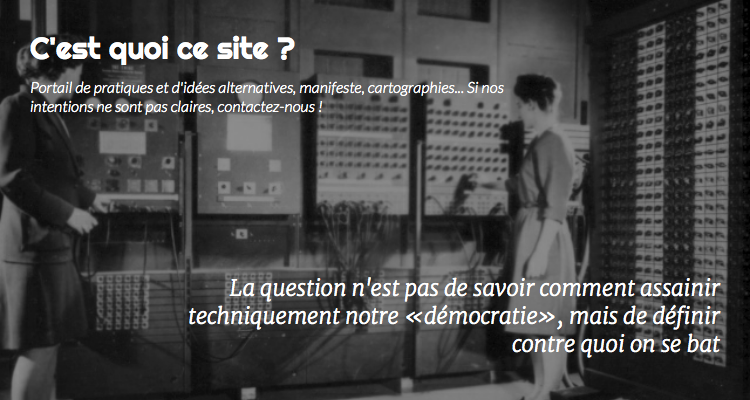 C'est quoi ce site ?
Portail de pratiques et d'idées alternatives, manifeste, cartographies... Si nos
intentions ne sont pas claires, contactez-nous !
La question n'est pas de savoir comment assainir
techniquement notre «démocratie», mais de définir
contre quoi on se bat